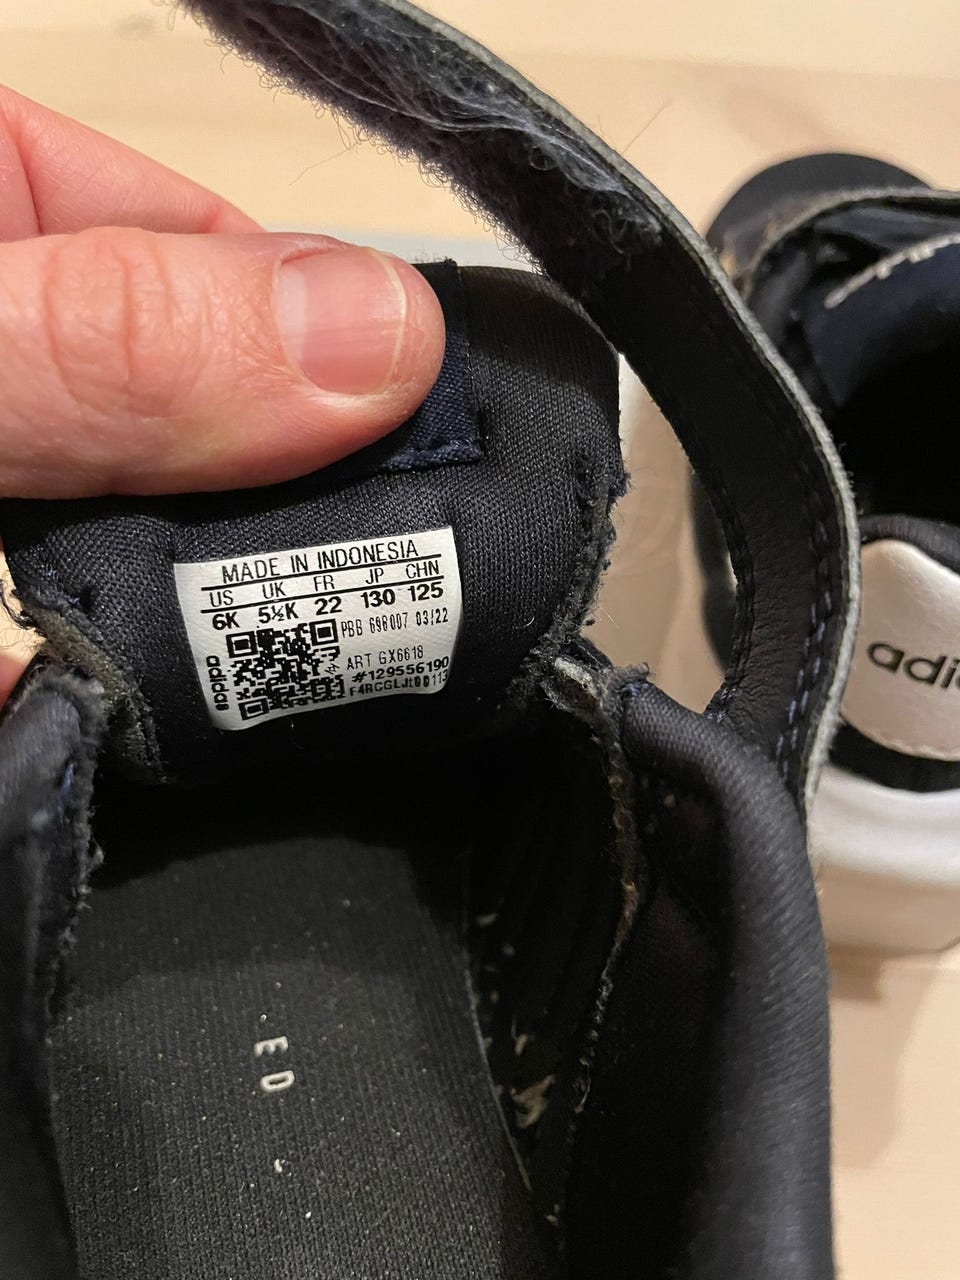 MADE IN INDONESIA
US UK FR JP CHN
6K 5½K 22 130 125
PBB 698007 03/22
ART GX6618
#129556190
adidas
adi
ED